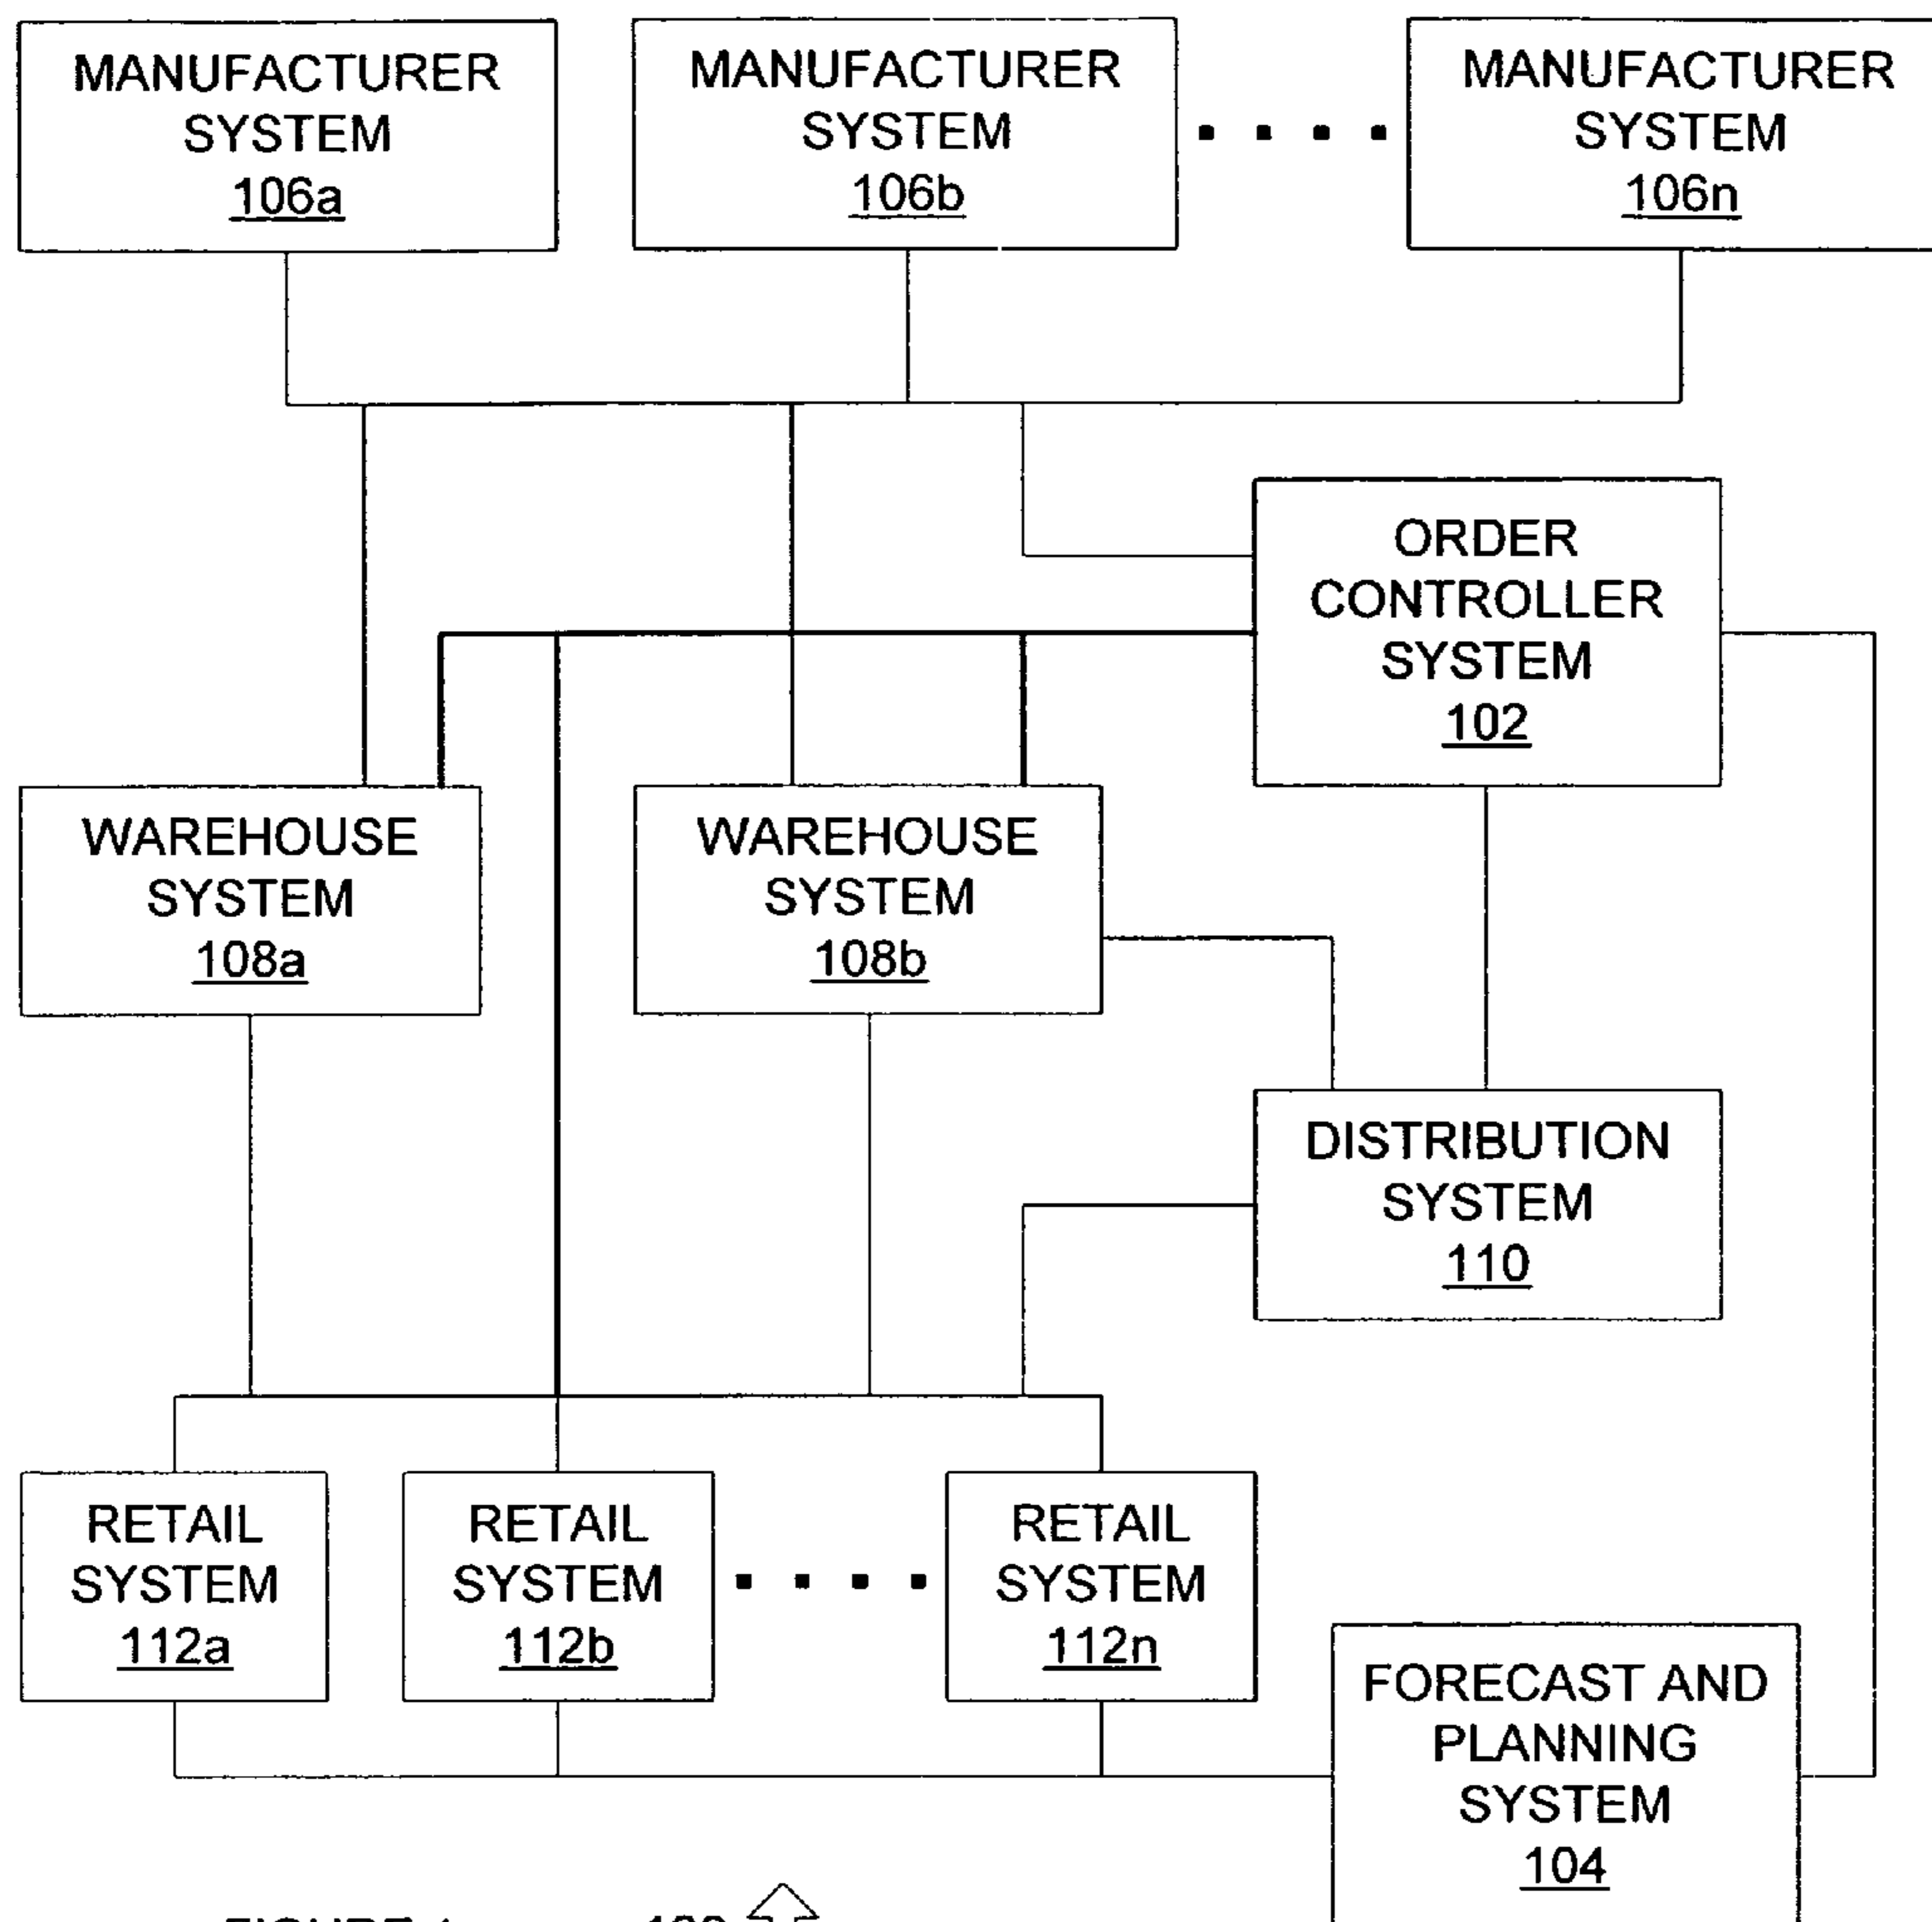 MANUFACTURER
SYSTEM
106a
MANUFACTURER
SYSTEM
106b
MANUFACTURER
SYSTEM
106n
ORDER
CONTROLLER
SYSTEM
102
WAREHOUSE
SYSTEM
108a
WAREHOUSE
SYSTEM
108b
DISTRIBUTION
SYSTEM
110
RETAIL
SYSTEM
112a
RETAIL
SYSTEM
112b
RETAIL
SYSTEM
112n
FORECAST AND
PLANNING
SYSTEM
104